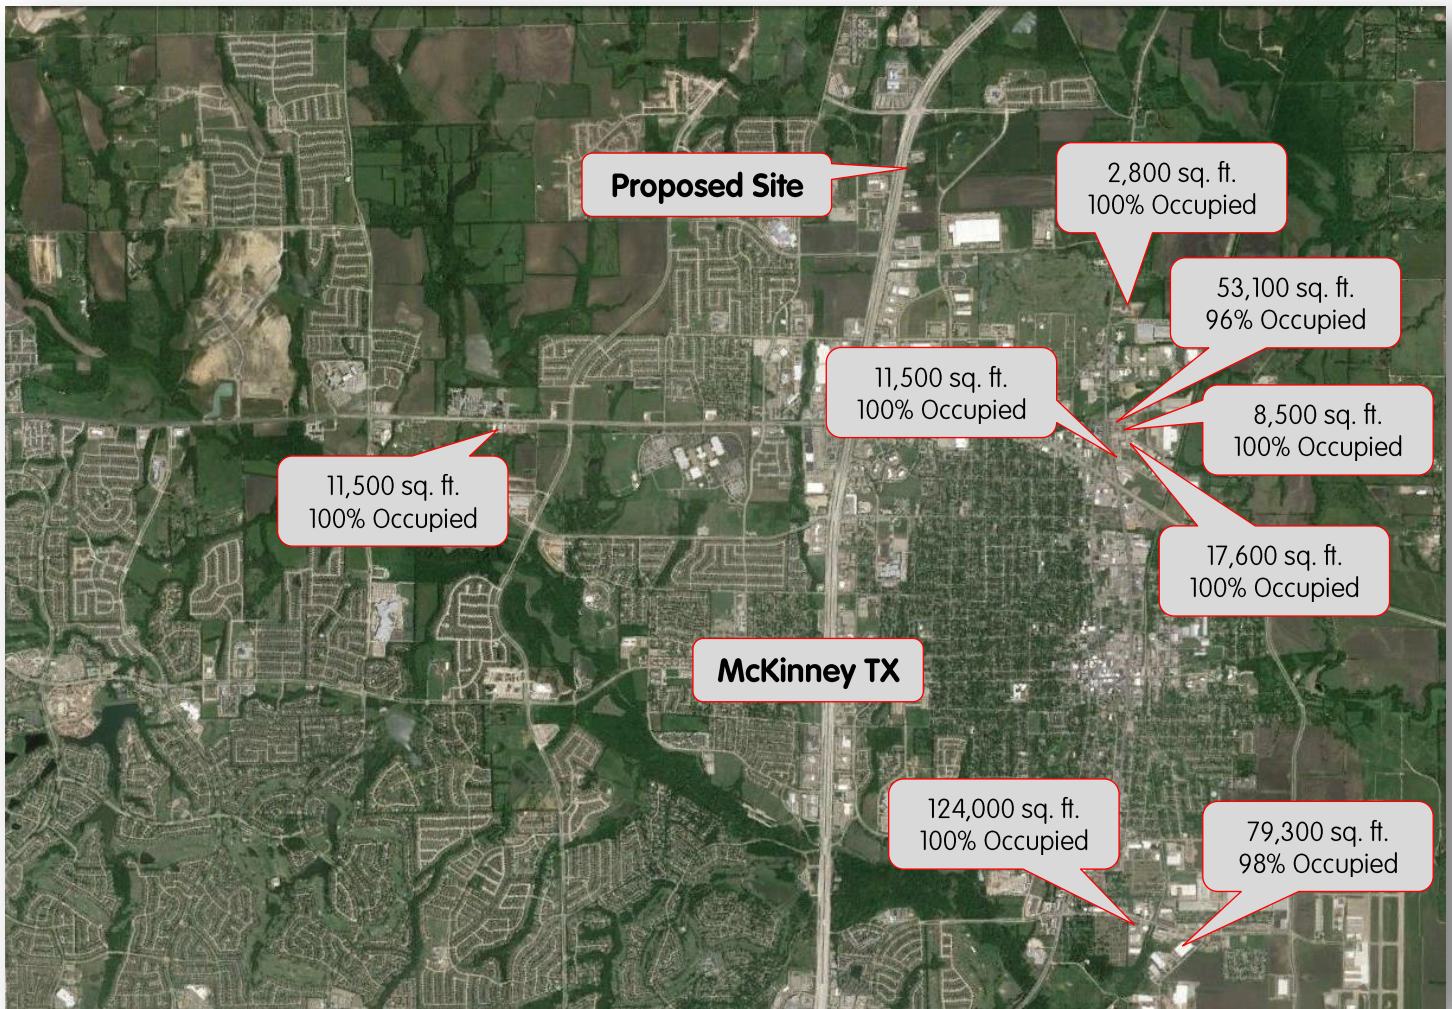 Proposed Site
2,800 sq. ft.
100% Occupied
53,100 sq. ft.
96% Occupied
11,500 sq. ft.
100% Occupied
8,500 sq. ft.
100% Occupied
11,500 sq. ft.
100% Occupied
17,600 sq. ft.
100% Occupied
McKinney TX
124,000 sq. ft.
100% Occupied
79,300 sq. ft.
98% Occupied